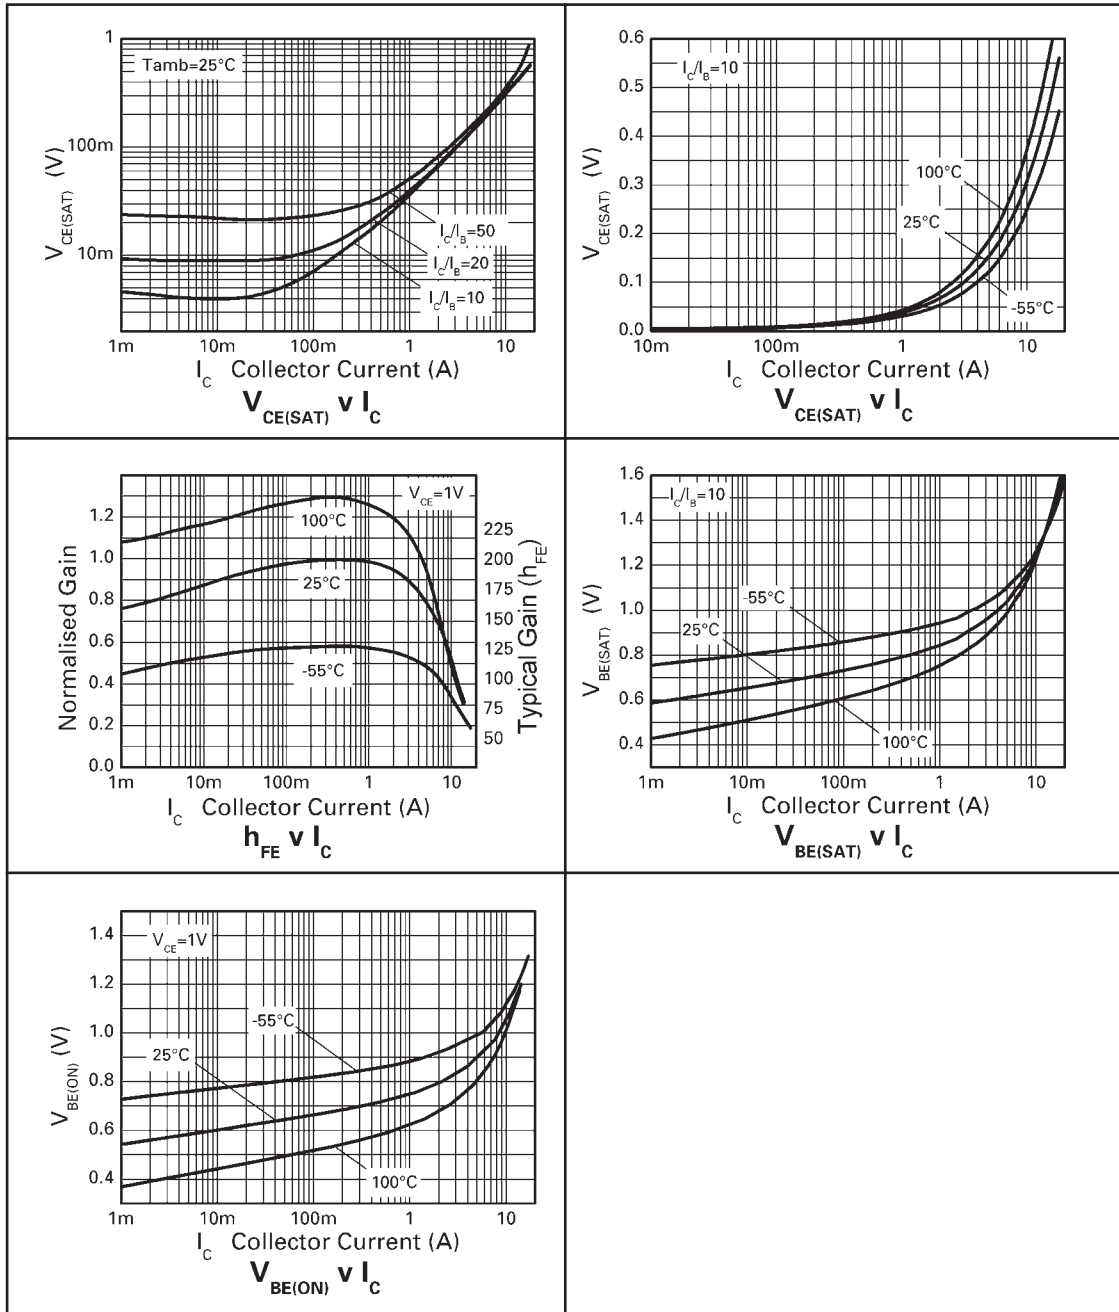 1
Tamb=25°C
100m
10m
V_CE(SAT) (V)
I_C/I_B=50
I_C/I_B=20
I_C/I_B=10
1m 10m 100m 1 10
I_C Collector Current (A)
V_CE(SAT) v I_C
0.6
I_C/I_B=10
0.5
0.4
0.3
0.2
0.1
0.0
V_CE(SAT) (V)
100°C
25°C
-55°C
10m 100m 1 10
I_C Collector Current (A)
V_CE(SAT) v I_C
V_CE=1V
1.2
1.0
0.8
0.6
0.4
0.2
0.0
Normalised Gain
100°C
25°C
-55°C
225
200
175
150
125
100
75
50
Typical Gain (h_FE)
1m 10m 100m 1 10
I_C Collector Current (A)
h_FE v I_C
1.6
I_C/I_B=10
1.4
1.2
1.0
0.8
0.6
0.4
V_BE(SAT) (V)
-55°C
25°C
100°C
1m 10m 100m 1 10
I_C Collector Current (A)
V_BE(SAT) v I_C
1.4
V_CE=1V
1.2
1.0
0.8
0.6
0.4
V_BE(ON) (V)
-55°C
25°C
100°C
1m 10m 100m 1 10
I_C Collector Current (A)
V_BE(ON) v I_C